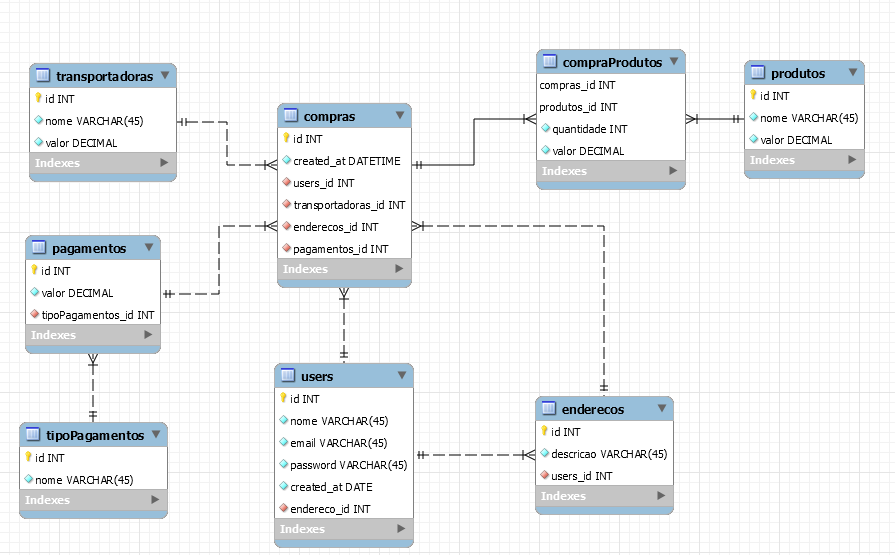 transportadoras
id INT
nome VARCHAR(45)
valor DECIMAL
Indexes
compras
id INT
created_at DATETIME
users_id INT
transportadoras_id INT
enderecos_id INT
pagamentos_id INT
Indexes
compraProdutos
compras_id INT
produtos_id INT
quantidade INT
valor DECIMAL
Indexes
produtos
id INT
nome VARCHAR(45)
valor DECIMAL
Indexes
pagamentos
id INT
valor DECIMAL
tipoPagamentos_id INT
Indexes
tipoPagamentos
id INT
nome VARCHAR(45)
Indexes
users
id INT
nome VARCHAR(45)
email VARCHAR(45)
password VARCHAR(45)
created_at DATE
endereco_id INT
Indexes
enderecos
id INT
descricao VARCHAR(45)
users_id INT
Indexes